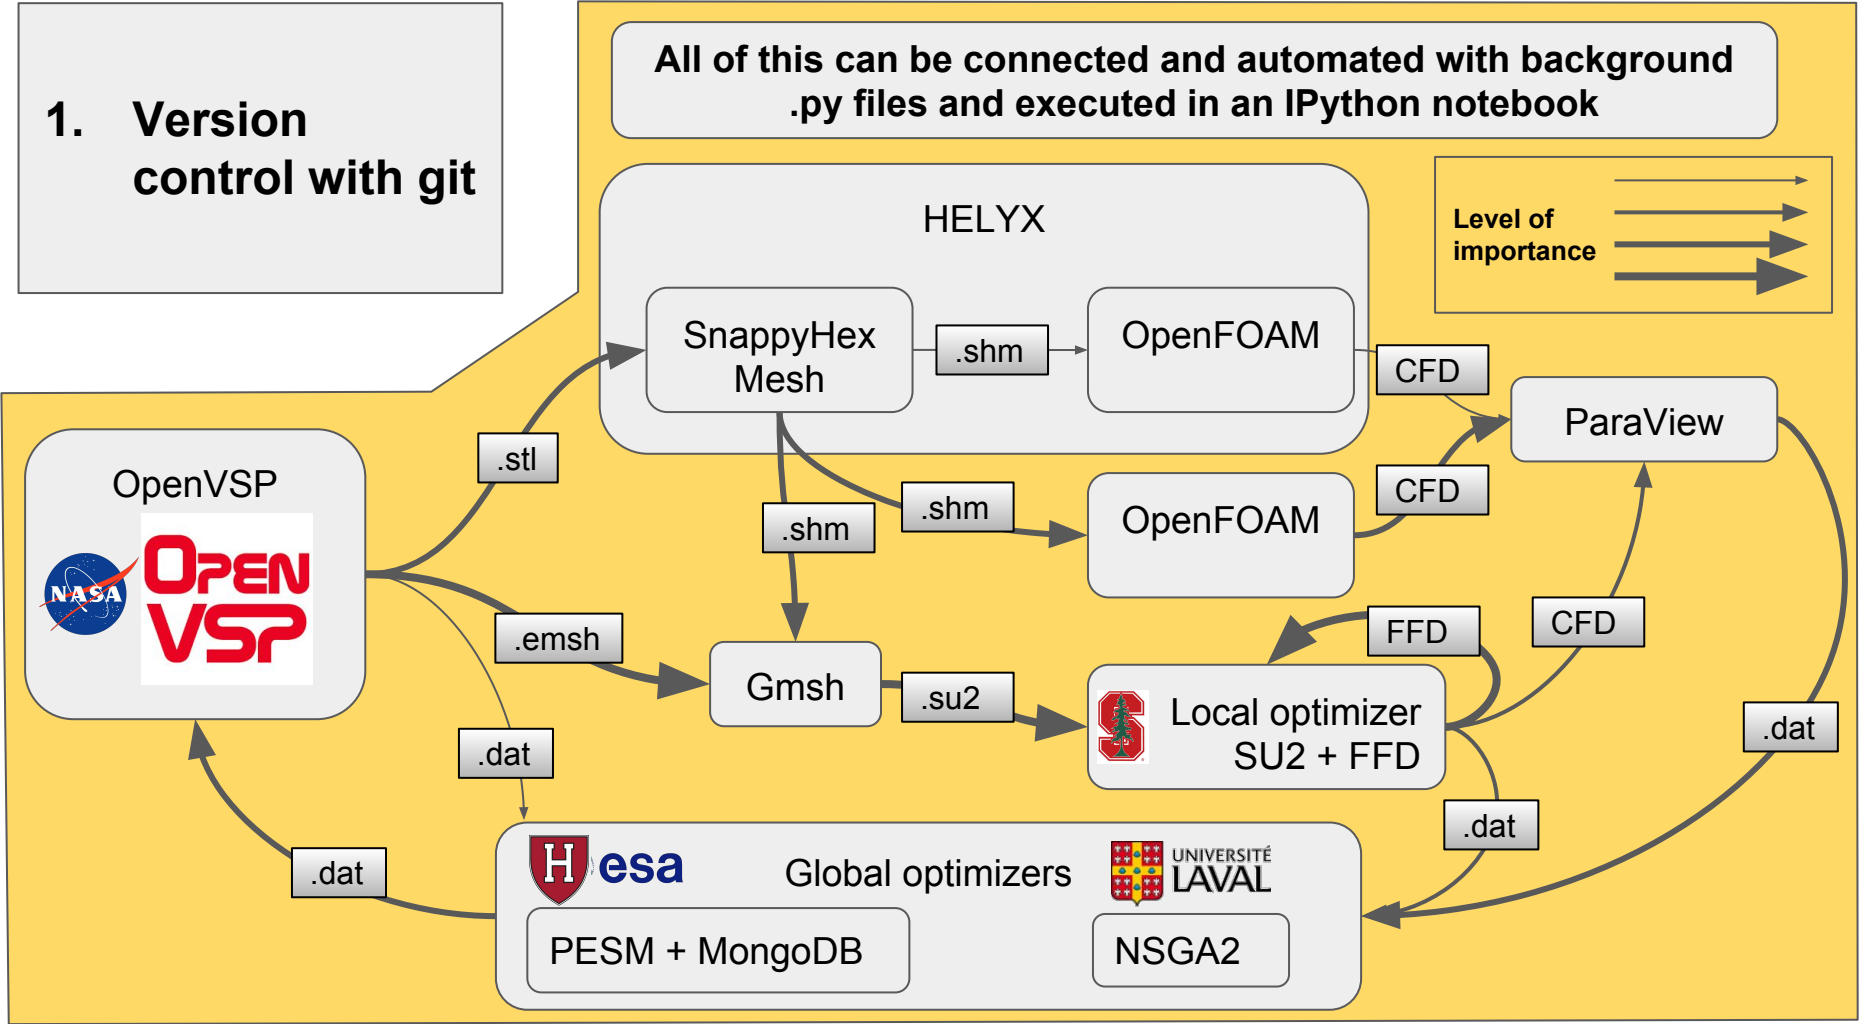 1. Version
control with git
All of this can be connected and automated with background
.py files and executed in an IPython notebook
HELYX
Level of
importance
SnappyHex
Mesh
.shm
OpenFOAM
CFD
ParaView
.stl
OpenVSP
NASA
OPEN
VSP
.shm
.shm
OpenFOAM
CFD
.emsh
Gmsh
.su2
FFD
CFD
S
Local optimizer
SU2 + FFD
.dat
.dat
.dat
.dat
H
esa
Global optimizers
UNIVERSITÉ
LAVAL
PESM + MongoDB
NSGA2